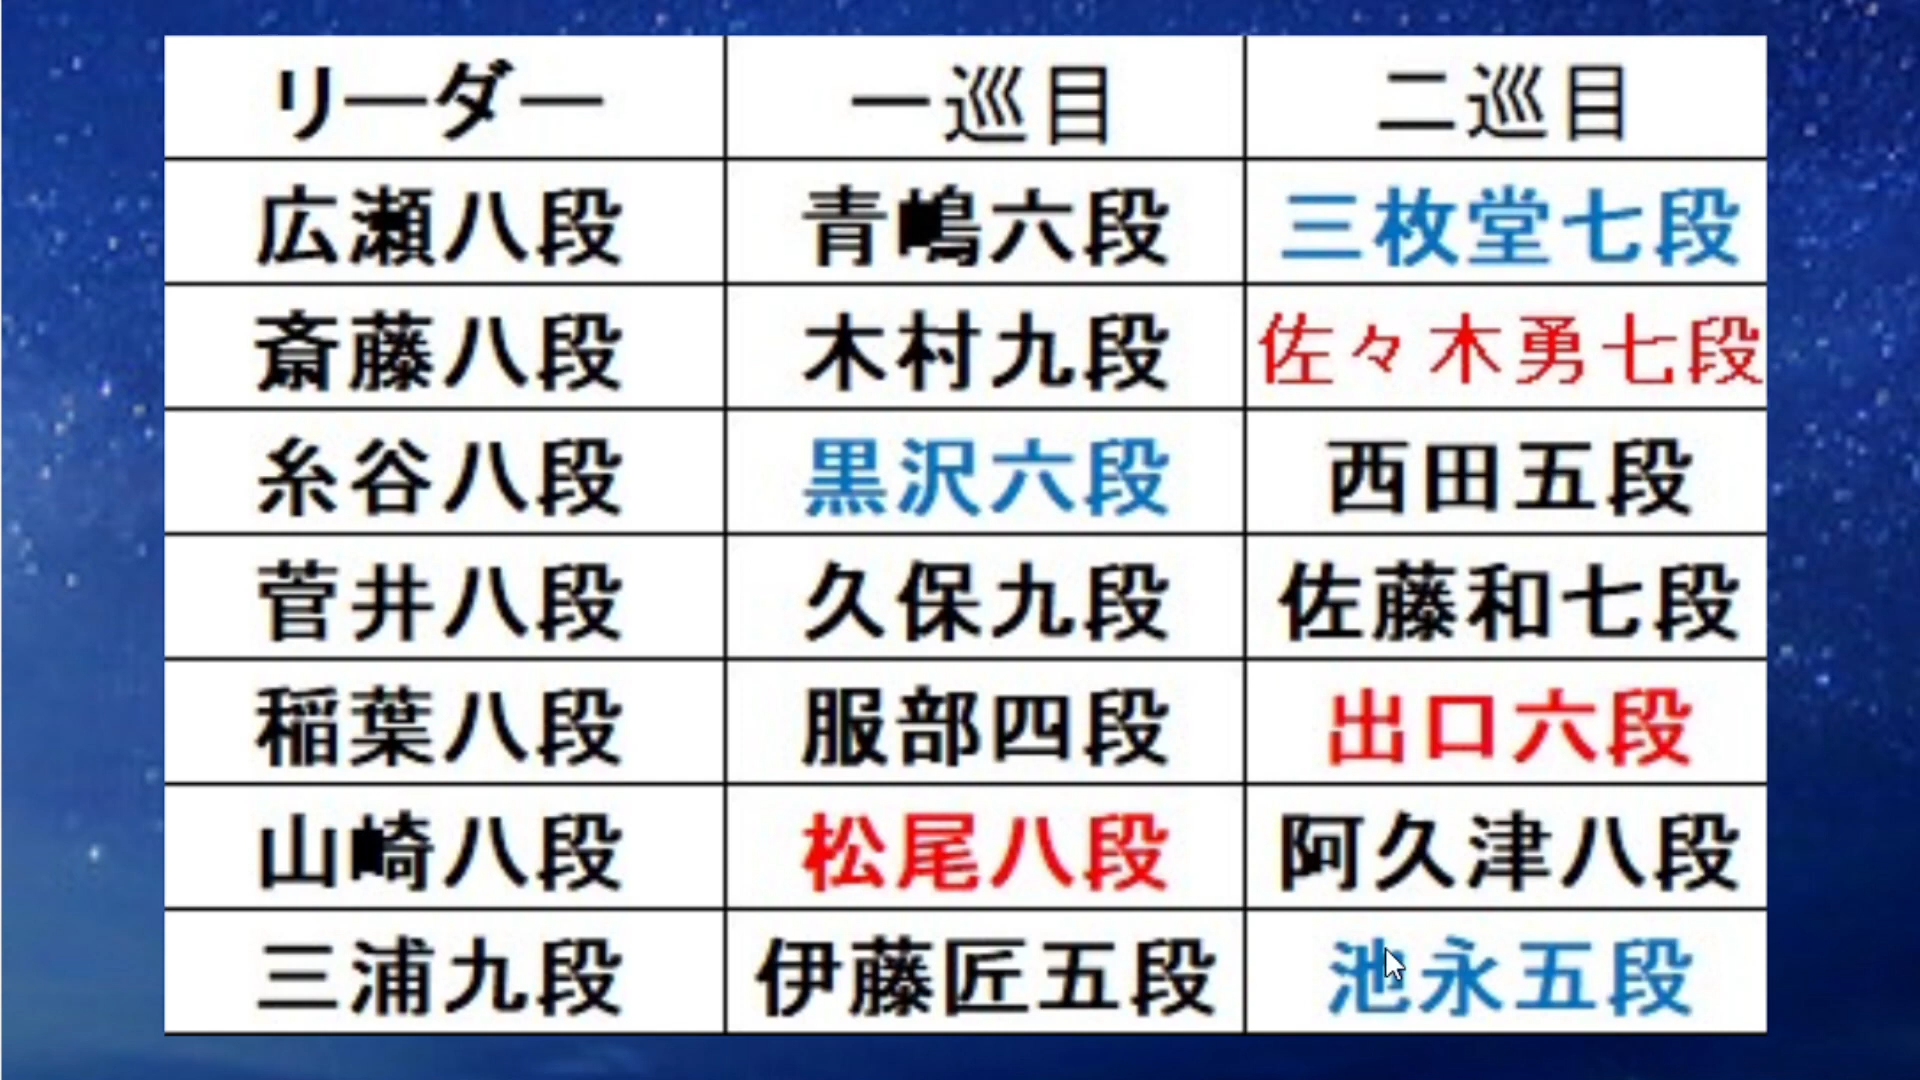 リーダー 一巡目 二巡目
広瀬八段 青嶋六段 三枚堂七段
斎藤八段 木村九段 佐々木勇七段
糸谷八段 黒沢六段 西田五段
菅井八段 久保九段 佐藤和七段
稲葉八段 服部四段 出口六段
山崎八段 松尾八段 阿久津八段
三浦九段 伊藤匠五段 池永五段